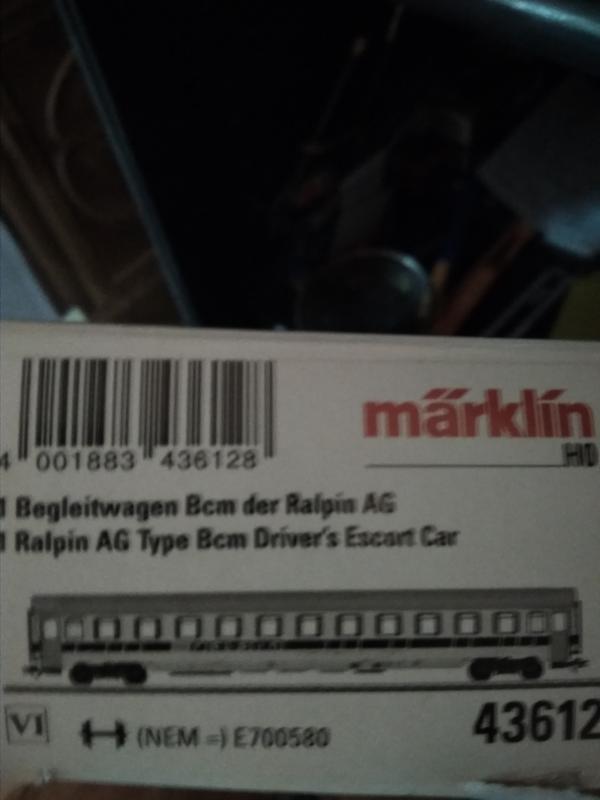 märklin
H0
4 001883 436128
1 Begleitwagen Bcm der Ralpin AG
1 Ralpin AG Type Bcm Driver's Escort Car
VI
(NEM =) E700580
43612